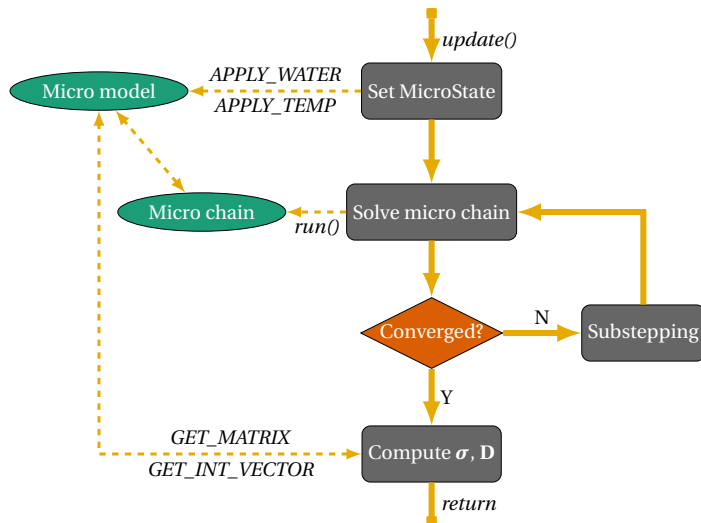 update()
APPLY_WATER
Micro model
Set MicroState
APPLY_TEMP
Micro chain
Solve micro chain
run()
Converged?
N
Substepping
Y
GET_MATRIX
Compute σ, D
GET_INT_VECTOR
return